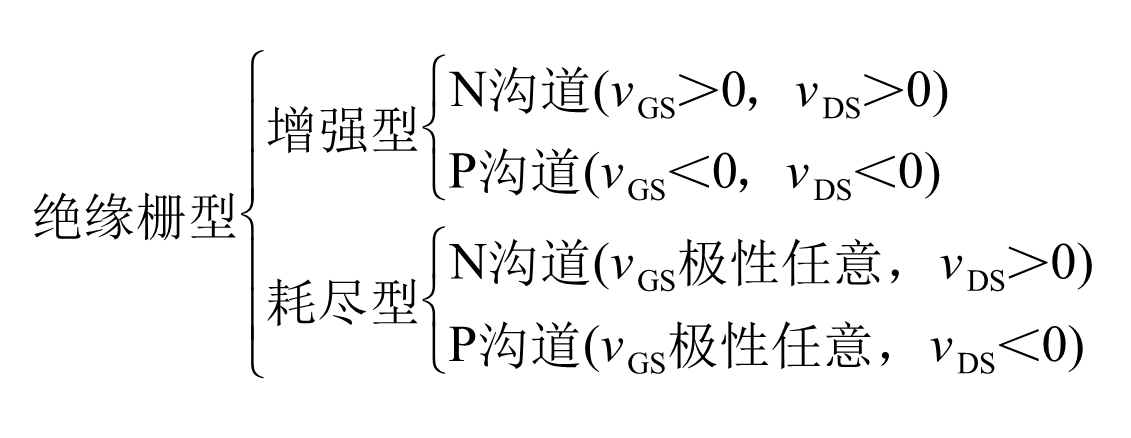 绝缘栅型
增强型
N沟道(vGS>0，vDS>0)
P沟道(vGS<0，vDS<0)
耗尽型
N沟道(vGS极性任意，vDS>0)
P沟道(vGS极性任意，vDS<0)